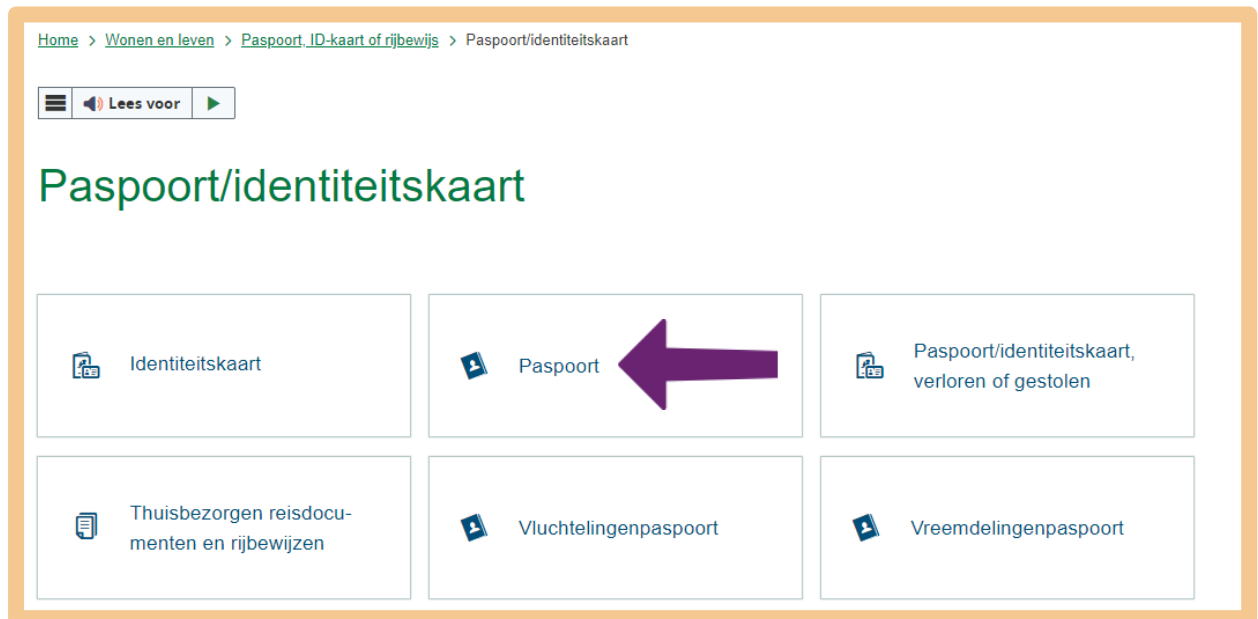 Home > Wonen en leven > Paspoort, ID-kaart of rijbewijs > Paspoort/identiteitskaart
Lees voor
Paspoort/identiteitskaart
Identiteitskaart
Paspoort
Paspoort/identiteitskaart,
verloren of gestolen
Thuisbezorgen reisdocu-
menten en rijbewijzen
Vluchtelingenpaspoort
Vreemdelingenpaspoort